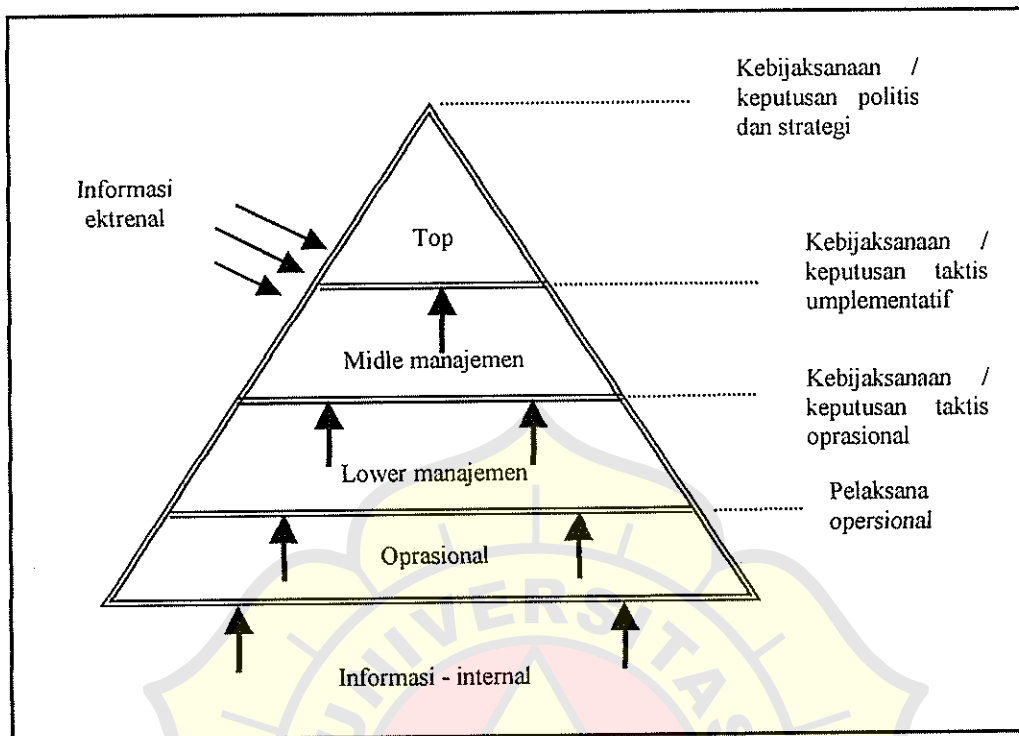 Kebijaksanaan /
keputusan politis
dan strategi
Informasi
ektrenal
Top
Kebijaksanaan /
keputusan taktis
umplementatif
Midle manajemen
Kebijaksanaan /
keputusan taktis
oprasional
Lower manajemen
Pelaksana
opersional
Oprasional
Informasi - internal
UNIVERSITAS